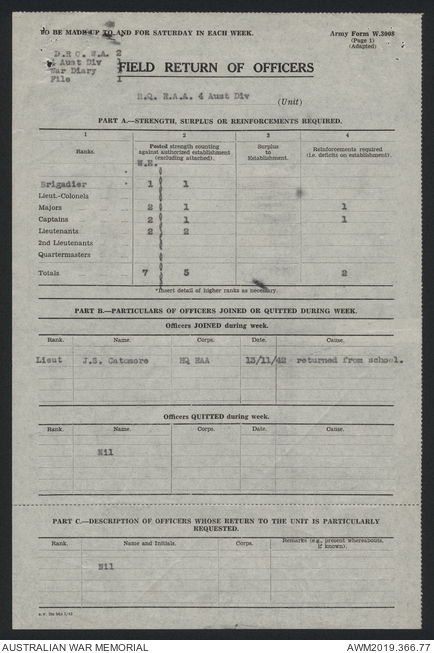 TO BE MADE UP TO AND FOR SATURDAY IN EACH WEEK.
Army Form W.3008
(Page 1)
(Adapted)
D.R.O. W.A. 2
4 Aust Div 1
War Diary 1
File 1
FIELD RETURN OF OFFICERS
H.Q. R.A.A. 4 Aust Div
(Unit)
PART A.—STRENGTH, SURPLUS OR REINFORCEMENTS REQUIRED.
1 2 3 4
Ranks. Posted strength counting against authorized establishment (excluding attached). Surplus to Establishment. Reinforcements required (i.e. deficits on establishment).
W.E.
Brigadier * 1 1
Lieut.-Colonels
Majors 2 1 1
Captains 2 1 1
Lieutenants 2 2
2nd Lieutenants
Quartermasters
Totals 7 5 2
*Insert detail of higher ranks as necessary.
PART B.—PARTICULARS OF OFFICERS JOINED OR QUITTED DURING WEEK.
Officers JOINED during week.
Rank. Name. Corps. Date. Cause.
Lieut J.S. Catomore HQ RAA 13/11/42 returned from school.
Officers QUITTED during week.
Rank. Name. Corps. Date. Cause.
Nil
PART C.—DESCRIPTION OF OFFICERS WHOSE RETURN TO THE UNIT IS PARTICULARLY
REQUESTED.
Rank. Name and Initials. Corps. Remarks (e.g., present whereabouts, if known).
Nil
AUSTRALIAN WAR MEMORIAL AWM2019.366.77